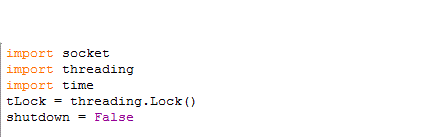 import socket
import threading
import time
tLock = threading.Lock()
shutdown = False